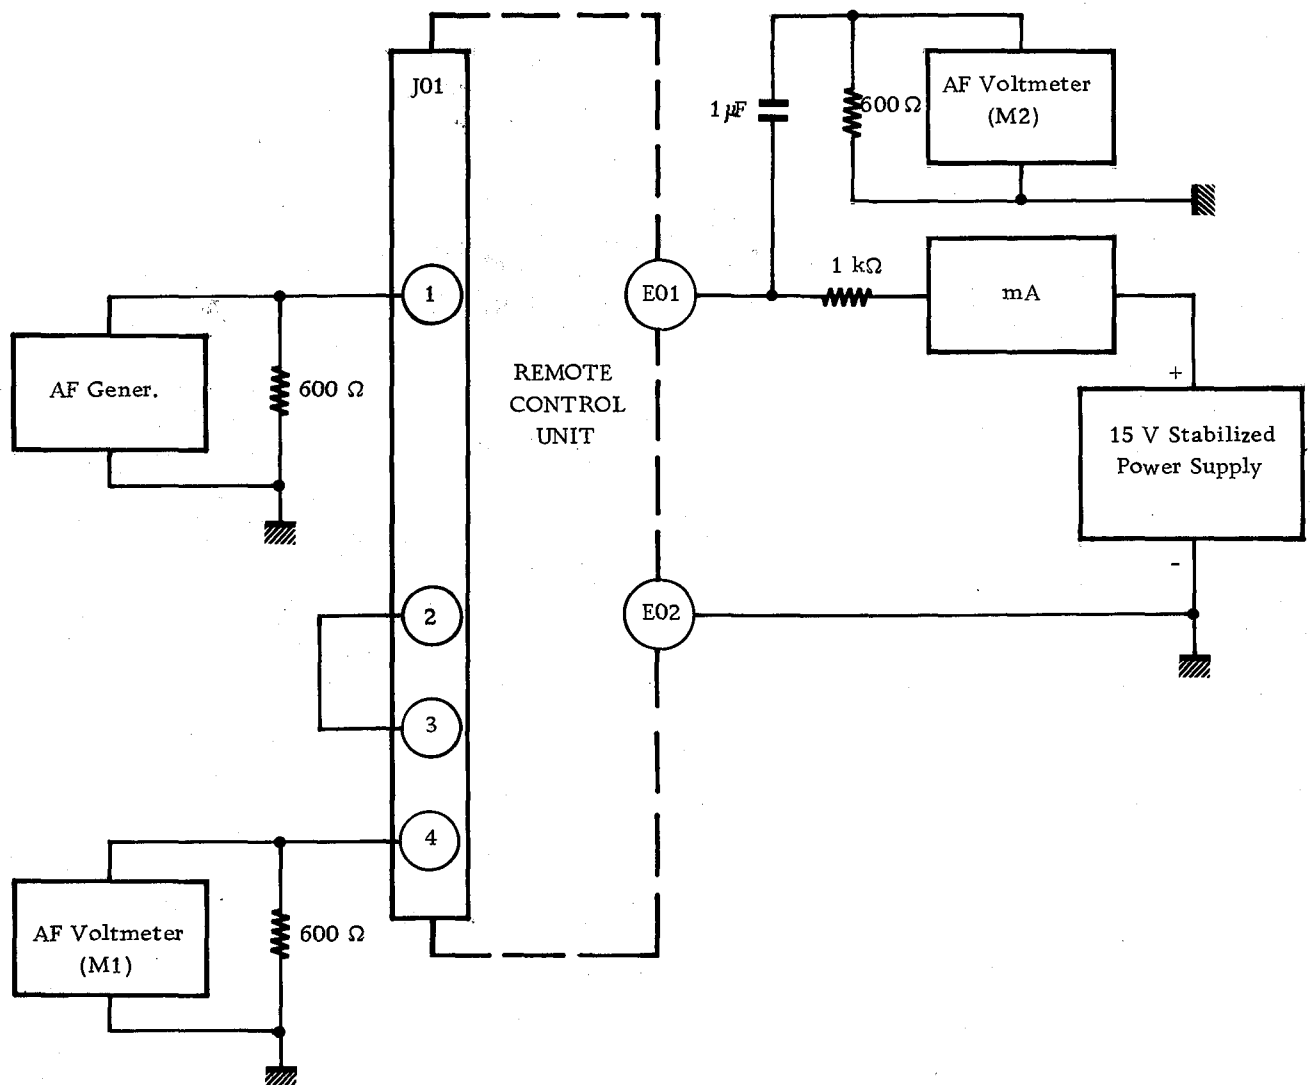 J01
1 µF
600 Ω
AF Voltmeter
(M2)
1
E01
1 kΩ
mA
AF Gener.
600 Ω
REMOTE
CONTROL
UNIT
+
15 V Stabilized
Power Supply
-
2
E02
3
4
AF Voltmeter
(M1)
600 Ω